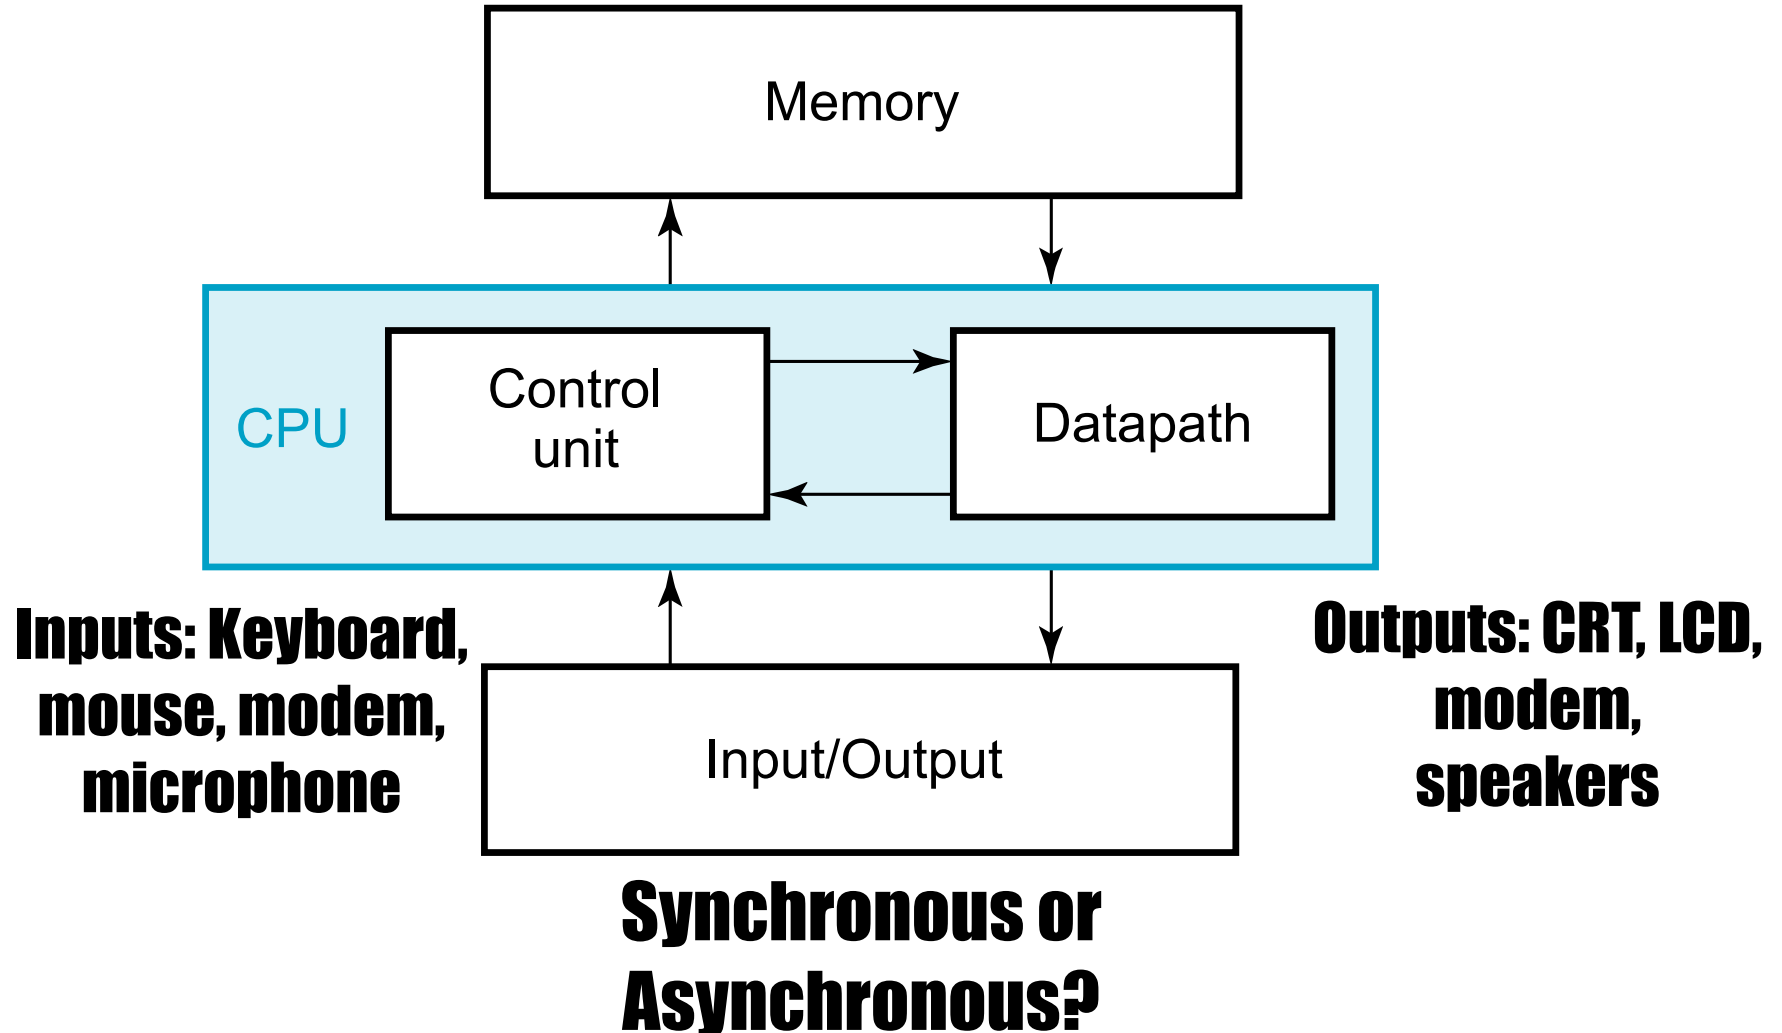 Memory
CPU
Control
unit
Datapath
Inputs: Keyboard,
mouse, modem,
microphone
Outputs: CRT, LCD,
modem,
speakers
Input/Output
Synchronous or
Asynchronous?